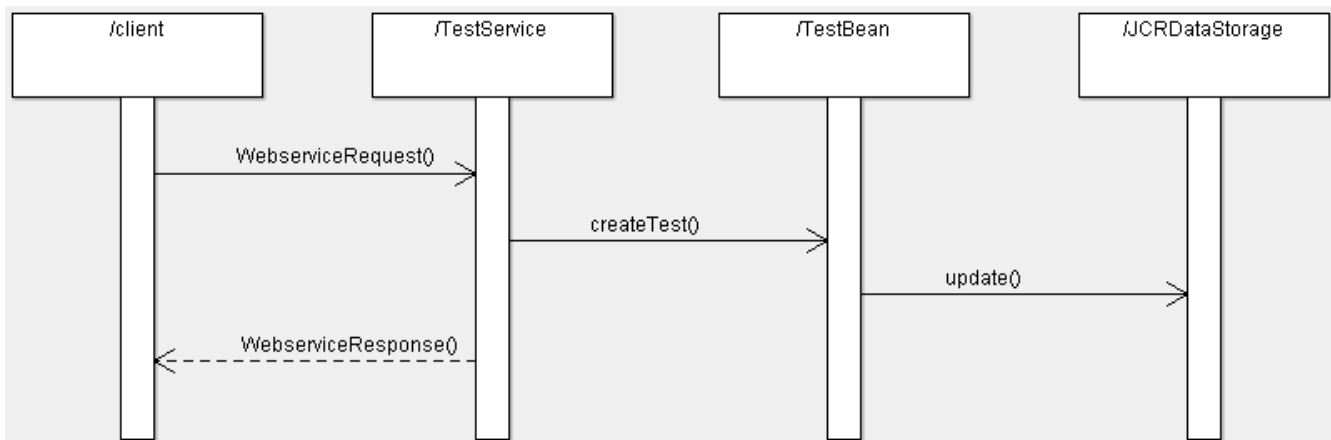 /client
/TestService
/TestBean
/JCRDataStorage
WebserviceRequest()
createTest()
update()
WebserviceResponse()